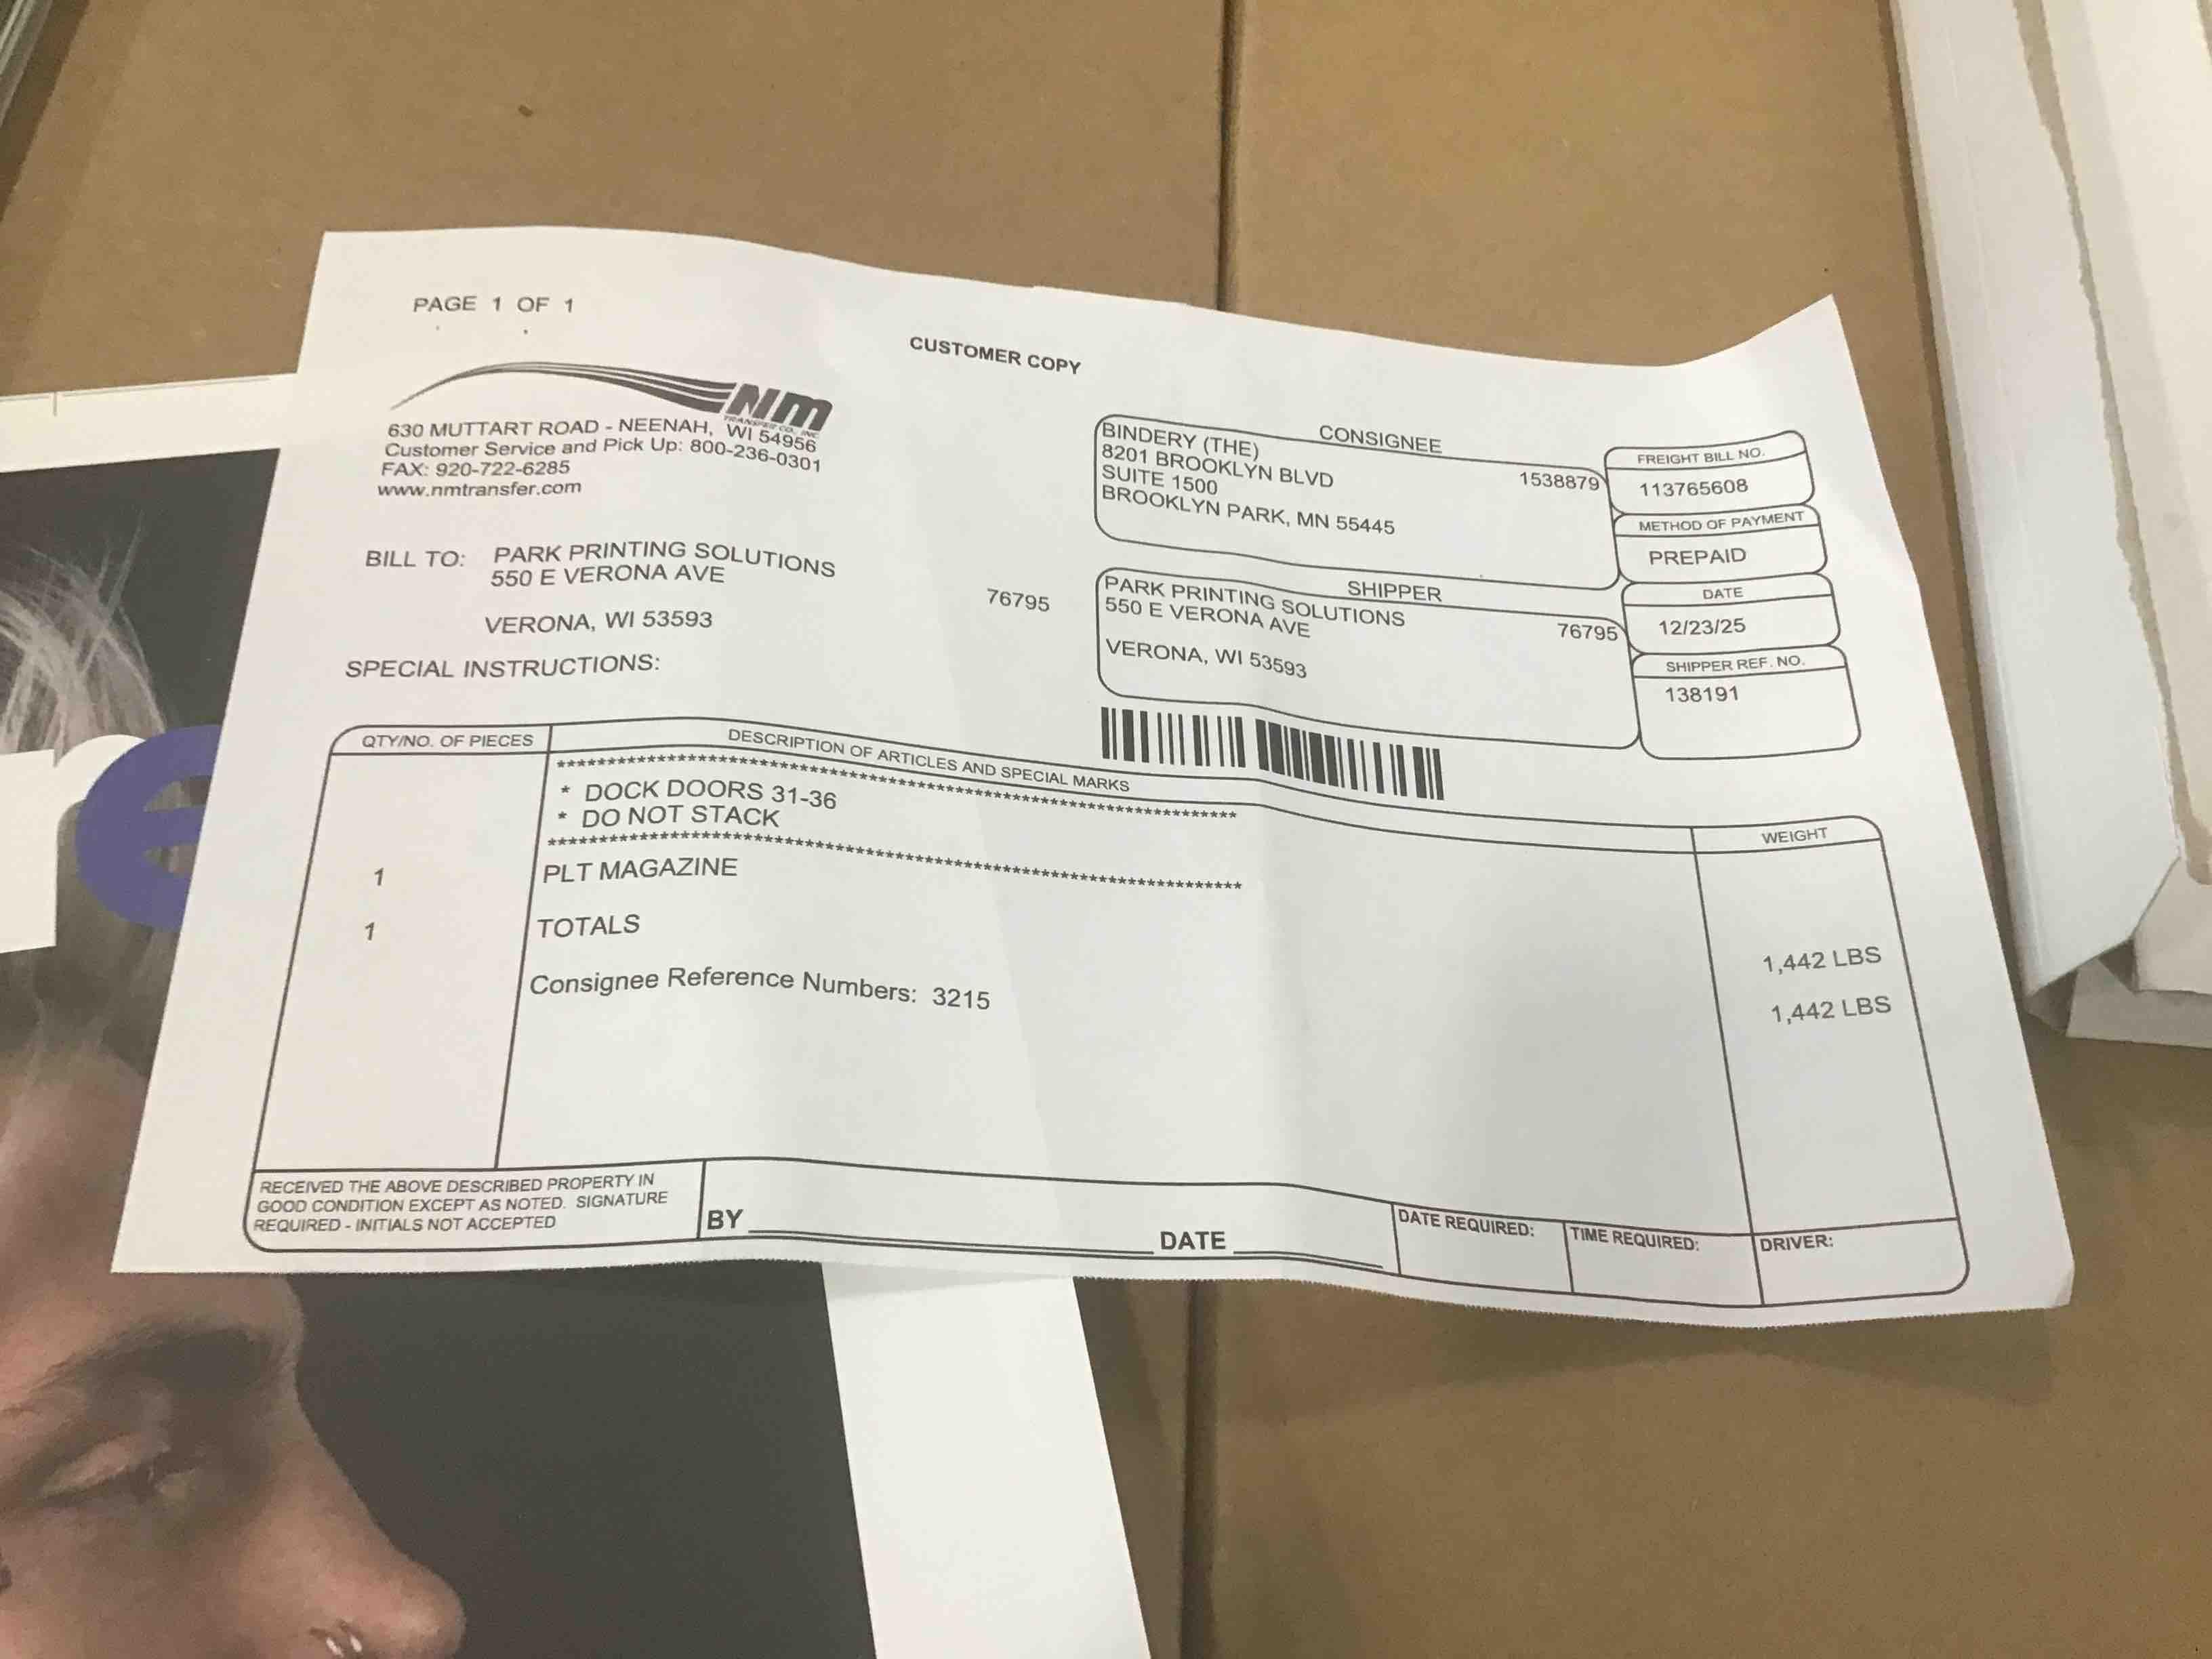 PAGE 1 OF 1
CUSTOMER COPY
Nm
TRANSFER CO., INC.
630 MUTTART ROAD - NEENAH, WI 54956
Customer Service and Pick Up: 800-236-0301
FAX: 920-722-6285
www.nmtransfer.com
CONSIGNEE
BINDERY (THE)
8201 BROOKLYN BLVD 1538879
SUITE 1500
BROOKLYN PARK, MN 55445
FREIGHT BILL NO.
113765608
METHOD OF PAYMENT
PREPAID
BILL TO: PARK PRINTING SOLUTIONS
550 E VERONA AVE
VERONA, WI 53593
76795
SHIPPER
PARK PRINTING SOLUTIONS
550 E VERONA AVE 76795
VERONA, WI 53593
DATE
12/23/25
SHIPPER REF. NO.
138191
SPECIAL INSTRUCTIONS:
QTY/NO. OF PIECES DESCRIPTION OF ARTICLES AND SPECIAL MARKS WEIGHT
* DOCK DOORS 31-36
* DO NOT STACK
1 PLT MAGAZINE 1,442 LBS
1 TOTALS 1,442 LBS
Consignee Reference Numbers: 3215
RECEIVED THE ABOVE DESCRIBED PROPERTY IN
GOOD CONDITION EXCEPT AS NOTED. SIGNATURE
REQUIRED - INITIALS NOT ACCEPTED
BY DATE
DATE REQUIRED: TIME REQUIRED: DRIVER:
re